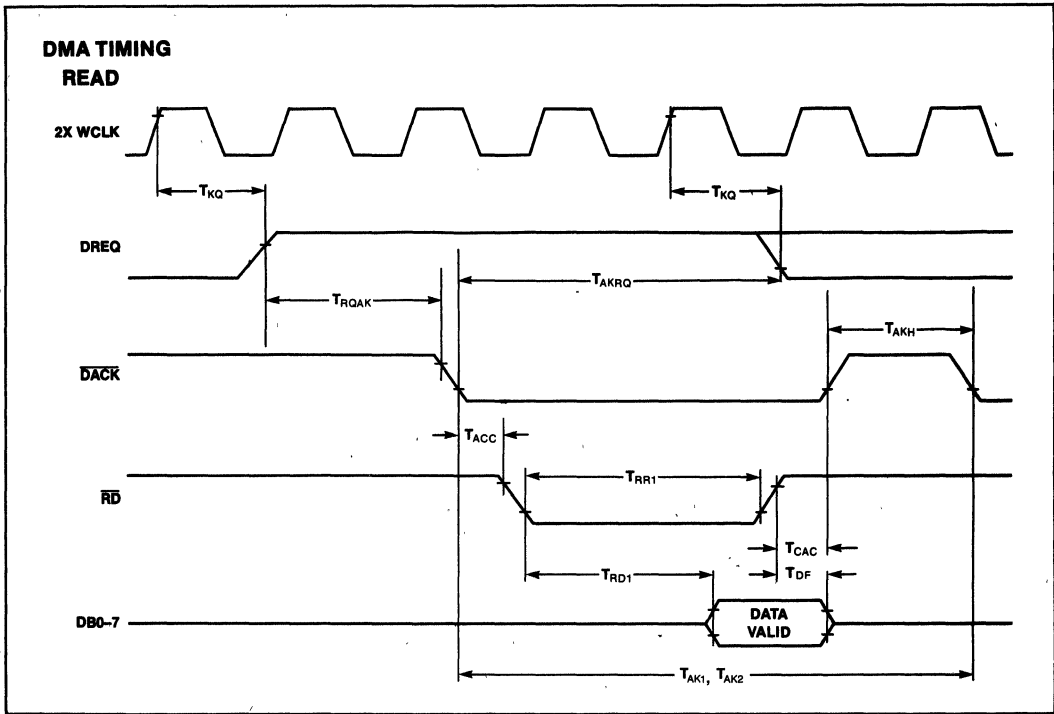 DMA TIMING
READ
2X WCLK
TKQ
TKQ
DREQ
TAKRQ
TRQAK
TAKH
DACK
TACC
TRR1
RD
TCAC
TRD1
TDF
DATA
VALID
DB0–7
TAK1, TAK2